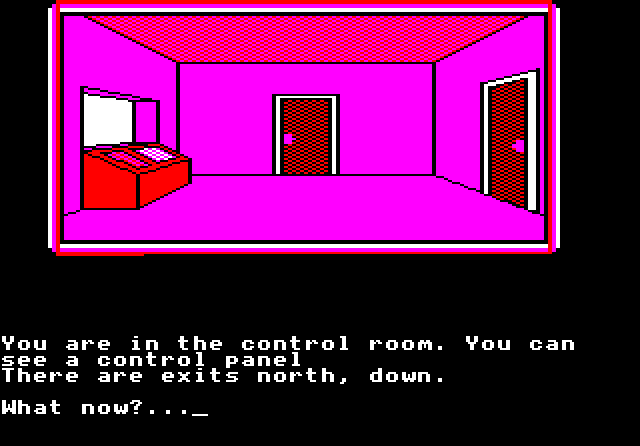 You are in the control room. You can
see a control panel
There are exits north, down.
What now?..._